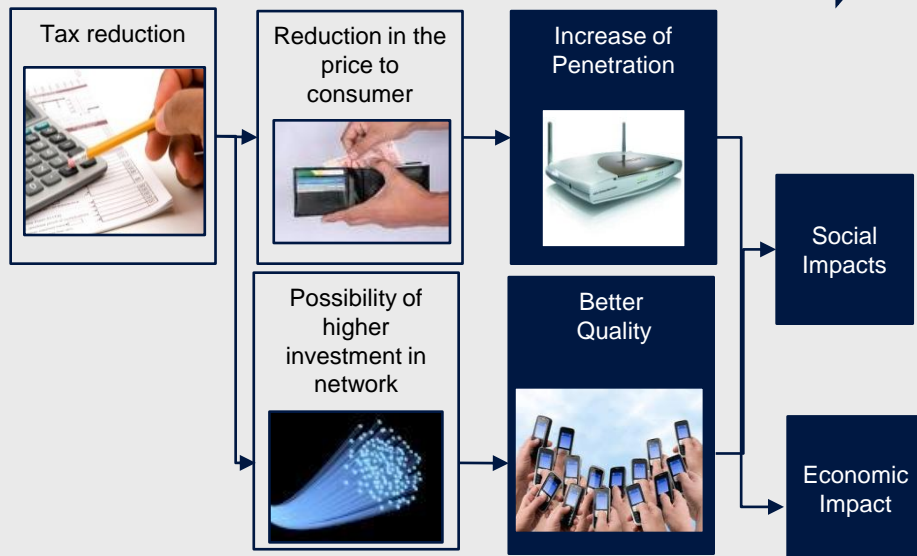 Tax reduction
Reduction in the
price to
consumer
Increase of
Penetration
Possibility of
higher
investment in
network
Better
Quality
Social
Impacts
Economic
Impact